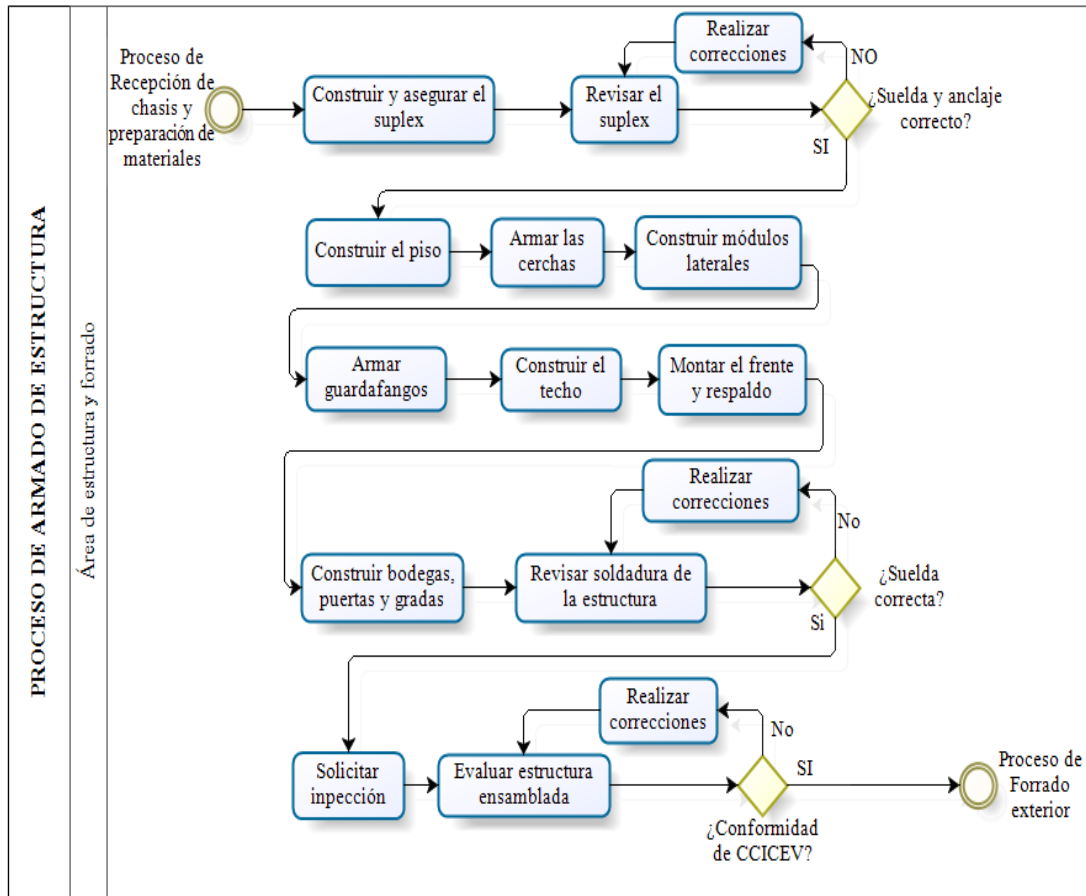 PROCESO DE ARMADO DE ESTRUCTURA
Área de estructura y forrado
Proceso de
Recepción de
chasis y
preparación de
materiales
Construir y asegurar el
suplex
Revisar el
suplex
Realizar
correcciones
NO
¿Suelda y anclaje
correcto?
SI
Construir el piso
Armar las
cerchas
Construir módulos
laterales
Armar
guardafangos
Construir el
techo
Montar el frente
y respaldo
Construir bodegas,
puertas y gradas
Revisar soldadura de
la estructura
Realizar
correcciones
No
¿Suelda
correcta?
Si
Solicitar
inpección
Evaluar estructura
ensamblada
Realizar
correcciones
No
¿Conformidad
de CCICEV?
SI
Proceso de
Forrado
exterior